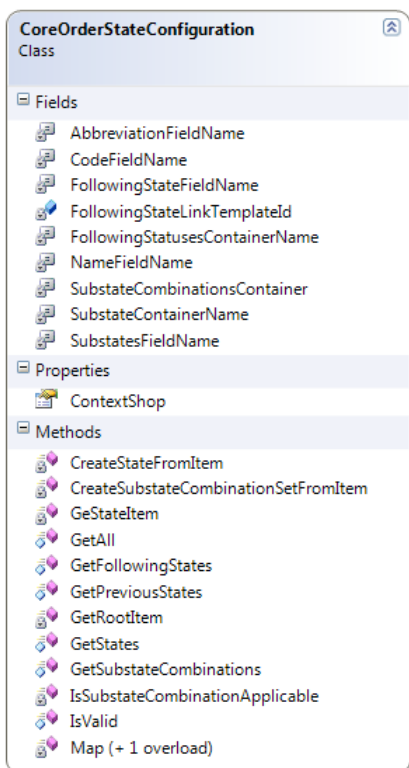 CoreOrderStateConfiguration
Class
Fields
AbbreviationFieldName
CodeFieldName
FollowingStateFieldName
FollowingStateLinkTemplateId
FollowingStatusesContainerName
NameFieldName
SubstateCombinationsContainer
SubstateContainerName
SubstatesFieldName
Properties
ContextShop
Methods
CreateStateFromItem
CreateSubstateCombinationSetFromItem
GeStateItem
GetAll
GetFollowingStates
GetPreviousStates
GetRootItem
GetStates
GetSubstateCombinations
IsSubstateCombinationApplicable
IsValid
Map (+ 1 overload)